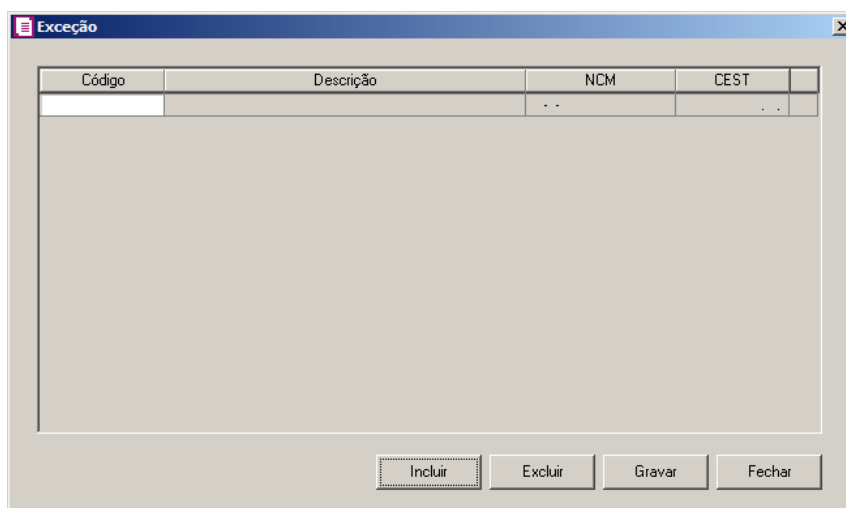 Exceção
Código Descrição NCM CEST
- - . .
Incluir Excluir Gravar Fechar